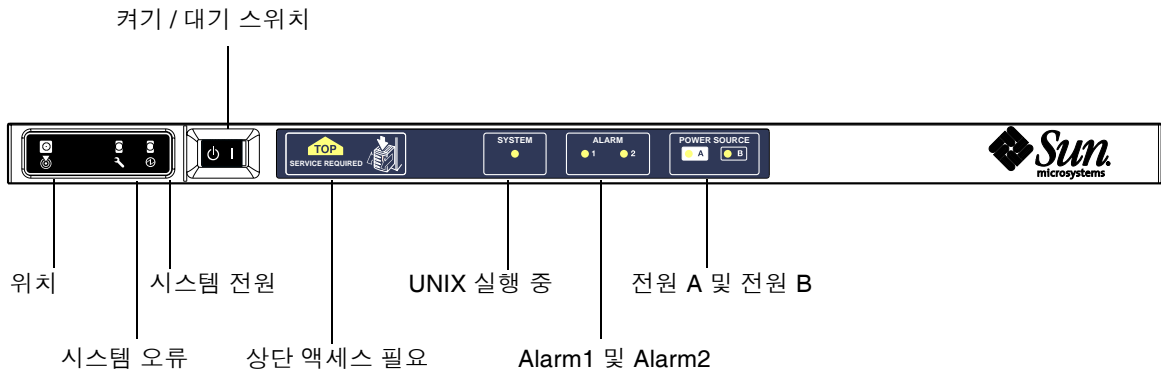 켜기 / 대기 스위치
TOP
SERVICE REQUIRED
SYSTEM
ALARM
1 2
POWER SOURCE
A B
Sun.
microsystems
위치
시스템 전원
UNIX 실행 중
전원 A 및 전원 B
시스템 오류
상단 액세스 필요
Alarm1 및 Alarm2